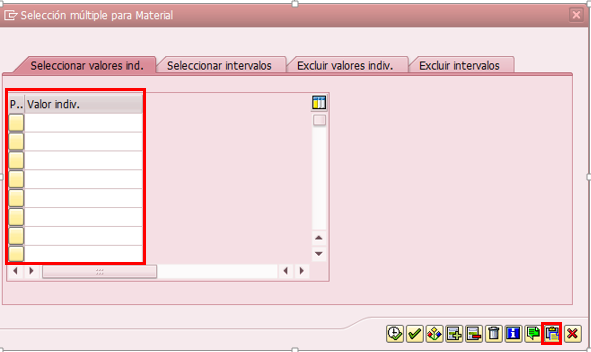 Selección múltiple para Material
Seleccionar valores ind.
Seleccionar intervalos
Excluir valores indiv.
Excluir intervalos
P.. Valor indiv.